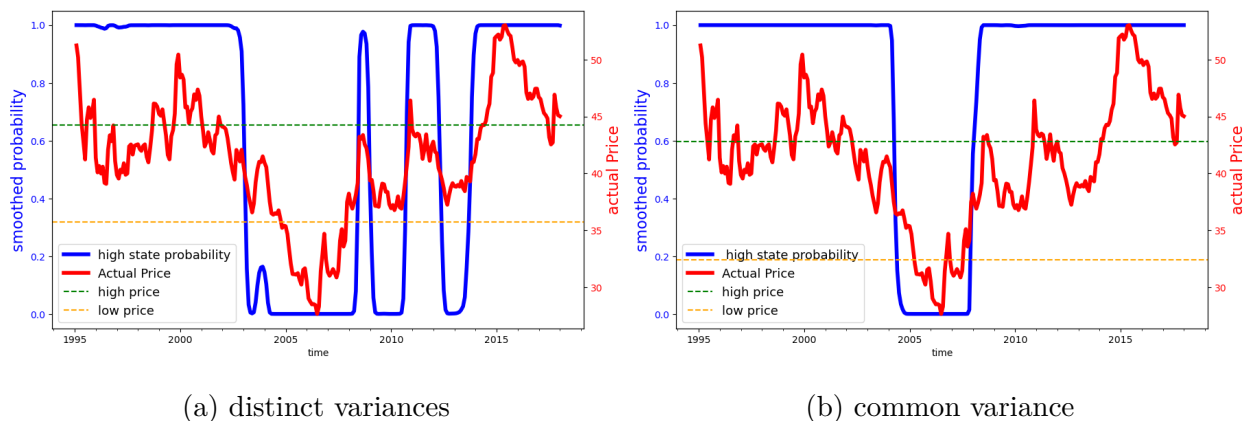 1.0
0.8
0.6
0.4
0.2
0.0
smoothed probability
50
45
40
35
30
actual Price
high state probability
Actual Price
high price
low price
1995 2000 2005 2010 2015
time
(a) distinct variances
1.0
0.8
0.6
0.4
0.2
0.0
smoothed probability
50
45
40
35
30
actual Price
high state probability
Actual Price
high price
low price
1995 2000 2005 2010 2015
time
(b) common variance